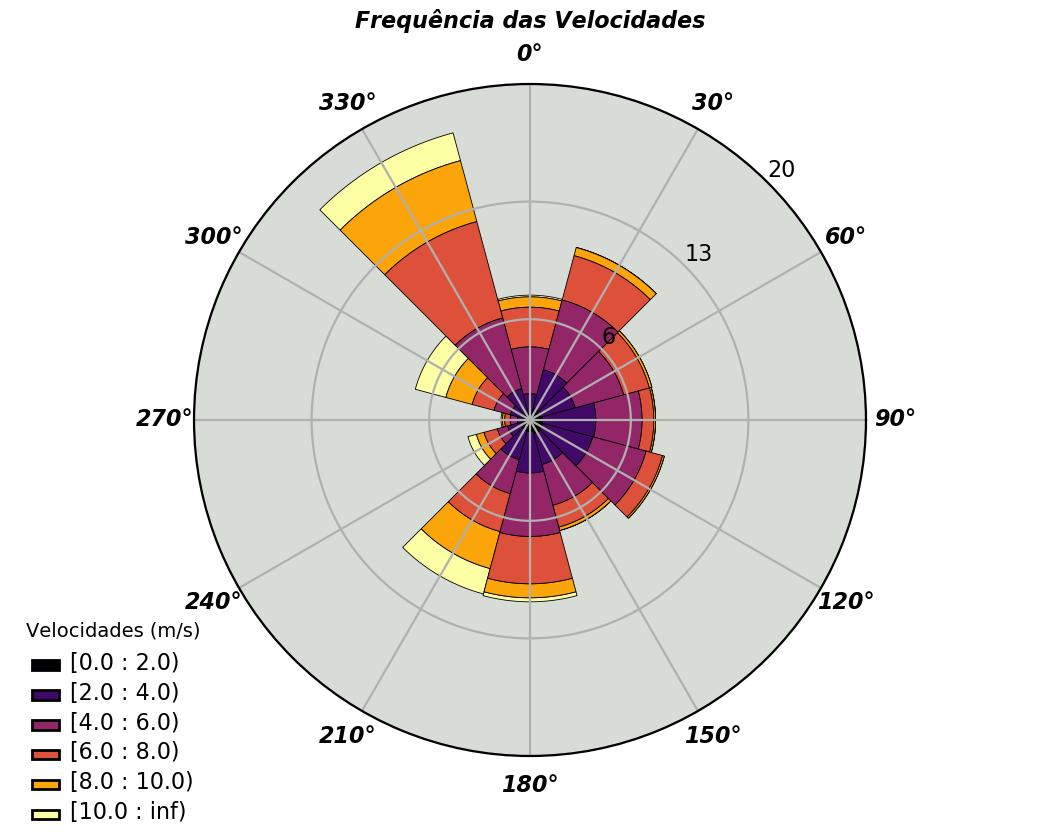 Frequência das Velocidades
0°
330°
30°
20
300°
60°
13
6
270°
90°
240°
120°
210°
150°
180°
Velocidades (m/s)
[0.0 : 2.0)
[2.0 : 4.0)
[4.0 : 6.0)
[6.0 : 8.0)
[8.0 : 10.0)
[10.0 : inf)